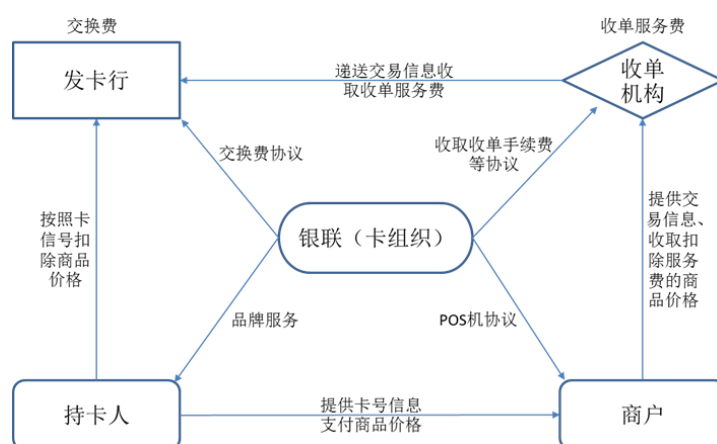 交换费
收单服务费
发卡行
递送交易信息收
取收单服务费
收单
机构
交换费协议
收取收单手续费
等协议
按照卡
信号扣
除商品
价格
银联（卡组织）
提供交
易信息、
收取扣
除服务
费的商
品价格
品牌服务
POS机协议
持卡人
提供卡号信息
支付商品价格
商户